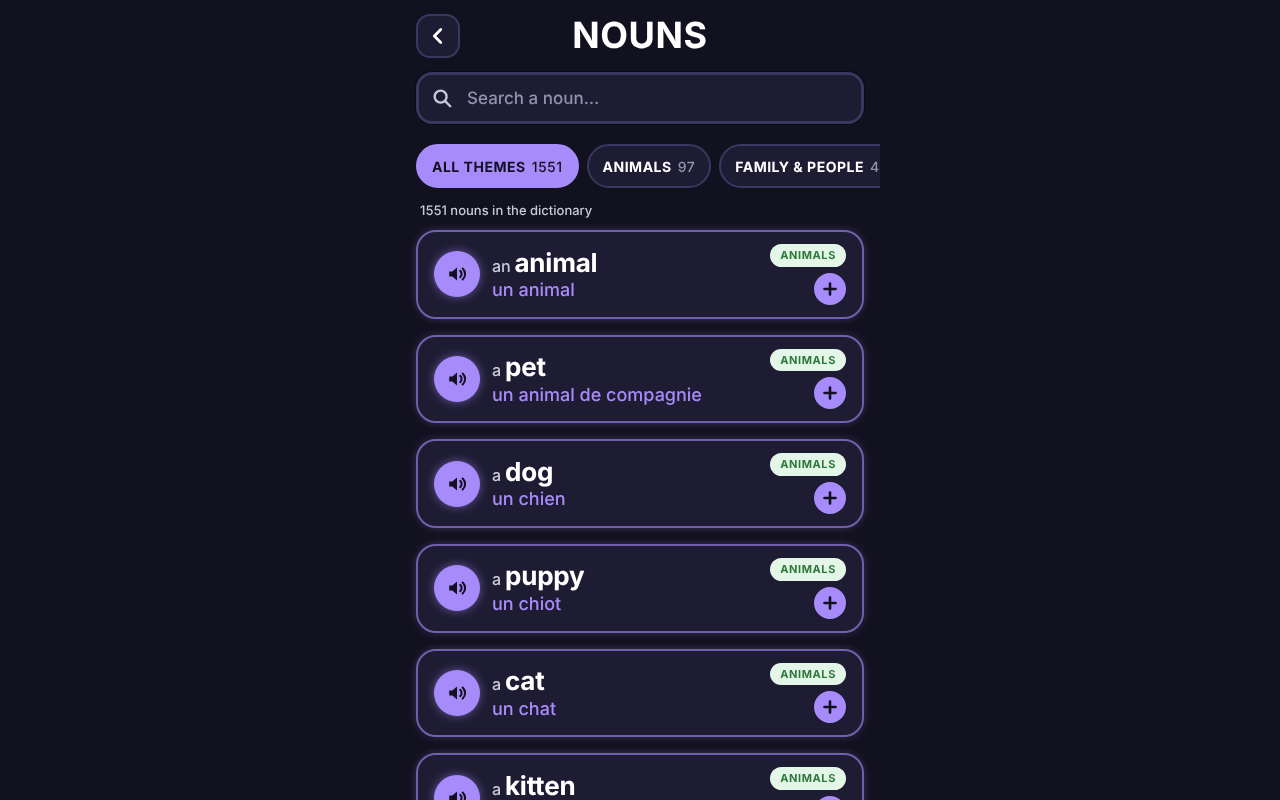 NOUNS
Search a noun...
ALL THEMES 1551 ANIMALS 97 FAMILY & PEOPLE 4
1551 nouns in the dictionary
an animal ANIMALS
un animal
a pet ANIMALS
un animal de compagnie
a dog ANIMALS
un chien
a puppy ANIMALS
un chiot
a cat ANIMALS
un chat
a kitten ANIMALS